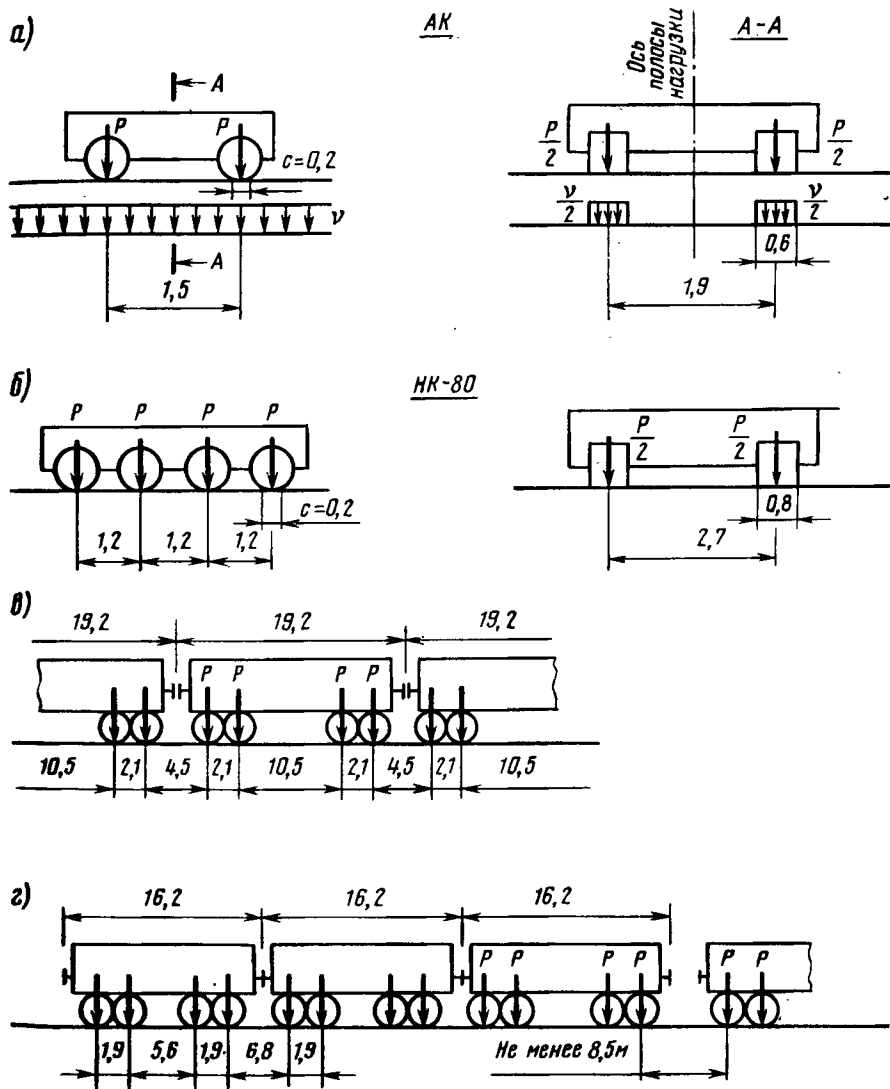 а)
АК
А-А
Ось полосы нагрузки
А
P P
c=0,2
P/2 P/2
ν
ν/2 ν/2
А
0,6
1,5
1,9
б)
НК-80
P P P P
P/2 P/2
c=0,2
0,8
1,2 1,2 1,2
2,7
в)
19,2 19,2 19,2
P P P P
10,5 2,1 4,5 2,1 10,5 2,1 4,5 2,1 10,5
г)
16,2 16,2 16,2
P P P P P P
1,9 5,6 1,9 6,8 1,9
Не менее 8,5м